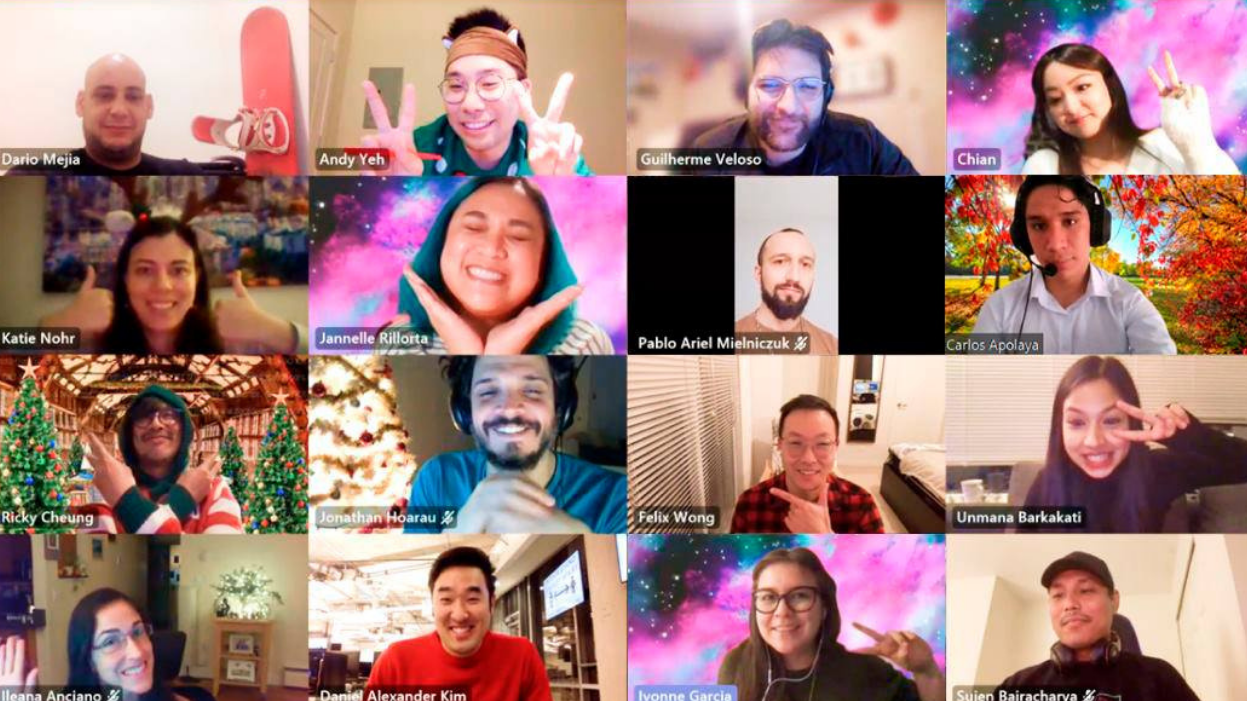 Dario Mejia
Andy Yeh
Guilherme Veloso
Chian
Katie Nohr
Jannelle Rillorta
Pablo Ariel Mielniczuk
Carlos Apolaya
Ricky Cheung
Jonathan Hoarau
Felix Wong
Unmana Barkakati
Ileana Anciano
Daniel Alexander Kim
Ivonne Garcia
Sujen Bajracharya